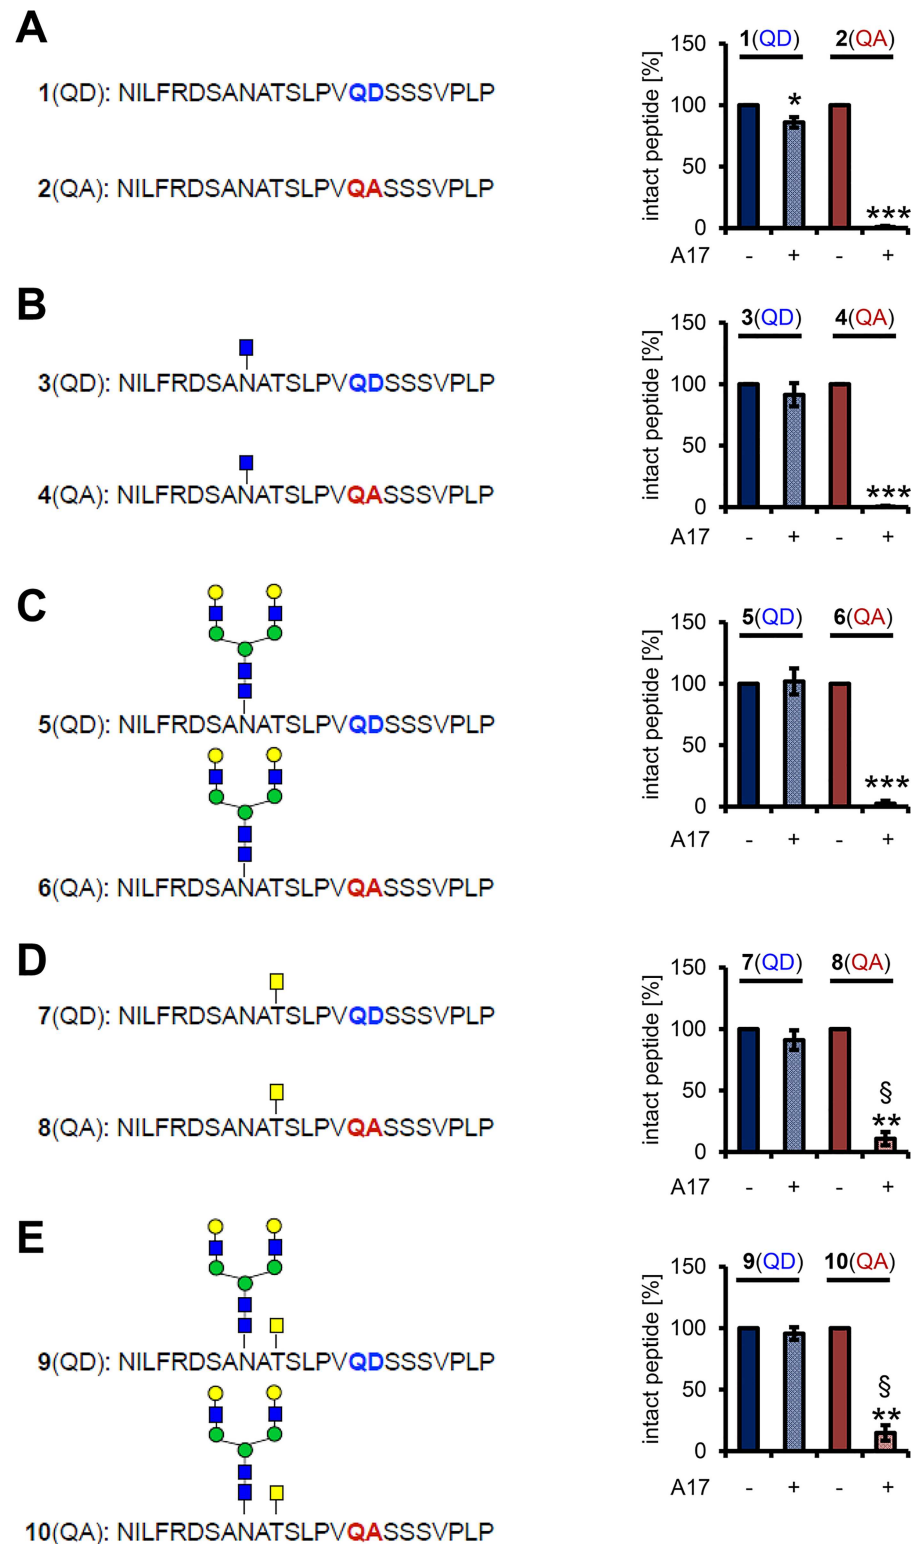 A
1(QD): NILFRDSANATSLPVQDSSSVPLP
2(QA): NILFRDSANATSLPVQASSSVPLP
intact peptide [%]
1(QD) 2(QA)
150
100
50
0
*
***
A17 - + - +
B
3(QD): NILFRDSANATSLPVQDSSSVPLP
4(QA): NILFRDSANATSLPVQASSSVPLP
intact peptide [%]
3(QD) 4(QA)
150
100
50
0
***
A17 - + - +
C
5(QD): NILFRDSANATSLPVQDSSSVPLP
6(QA): NILFRDSANATSLPVQASSSVPLP
intact peptide [%]
5(QD) 6(QA)
150
100
50
0
***
A17 - + - +
D
7(QD): NILFRDSANATSLPVQDSSSVPLP
8(QA): NILFRDSANATSLPVQASSSVPLP
intact peptide [%]
7(QD) 8(QA)
150
100
50
0
§
**
A17 - + - +
E
9(QD): NILFRDSANATSLPVQDSSSVPLP
10(QA): NILFRDSANATSLPVQASSSVPLP
intact peptide [%]
9(QD) 10(QA)
150
100
50
0
§
**
A17 - + - +